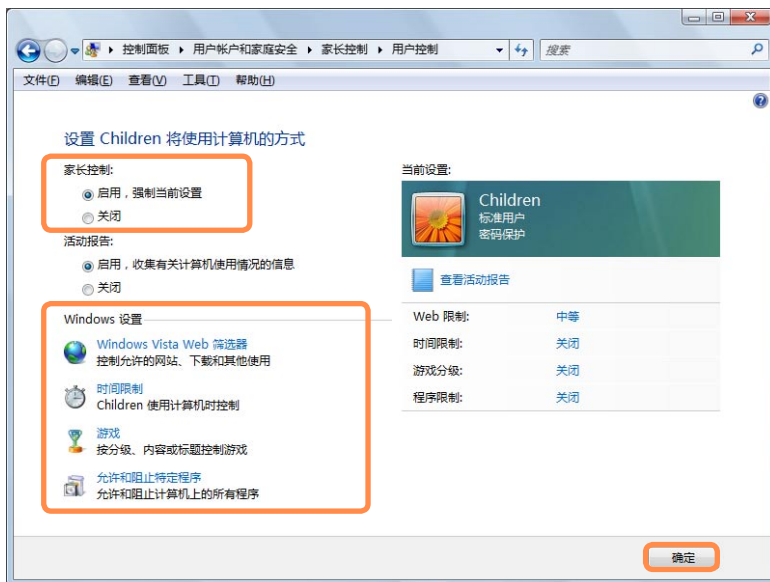 控制面板 ▸ 用户帐户和家庭安全 ▸ 家长控制 ▸ 用户控制
搜索
文件(F) 编辑(E) 查看(V) 工具(T) 帮助(H)
设置 Children 将使用计算机的方式
家长控制:
启用，强制当前设置
关闭
活动报告:
启用，收集有关计算机使用情况的信息
关闭
Windows 设置
Windows Vista Web 筛选器
控制允许的网站、下载和其他使用
时间限制
Children 使用计算机时控制
游戏
按分级、内容或标题控制游戏
允许和阻止特定程序
允许和阻止计算机上的所有程序
当前设置:
Children
标准用户
密码保护
查看活动报告
Web 限制: 中等
时间限制: 关闭
游戏分级: 关闭
程序限制: 关闭
确定